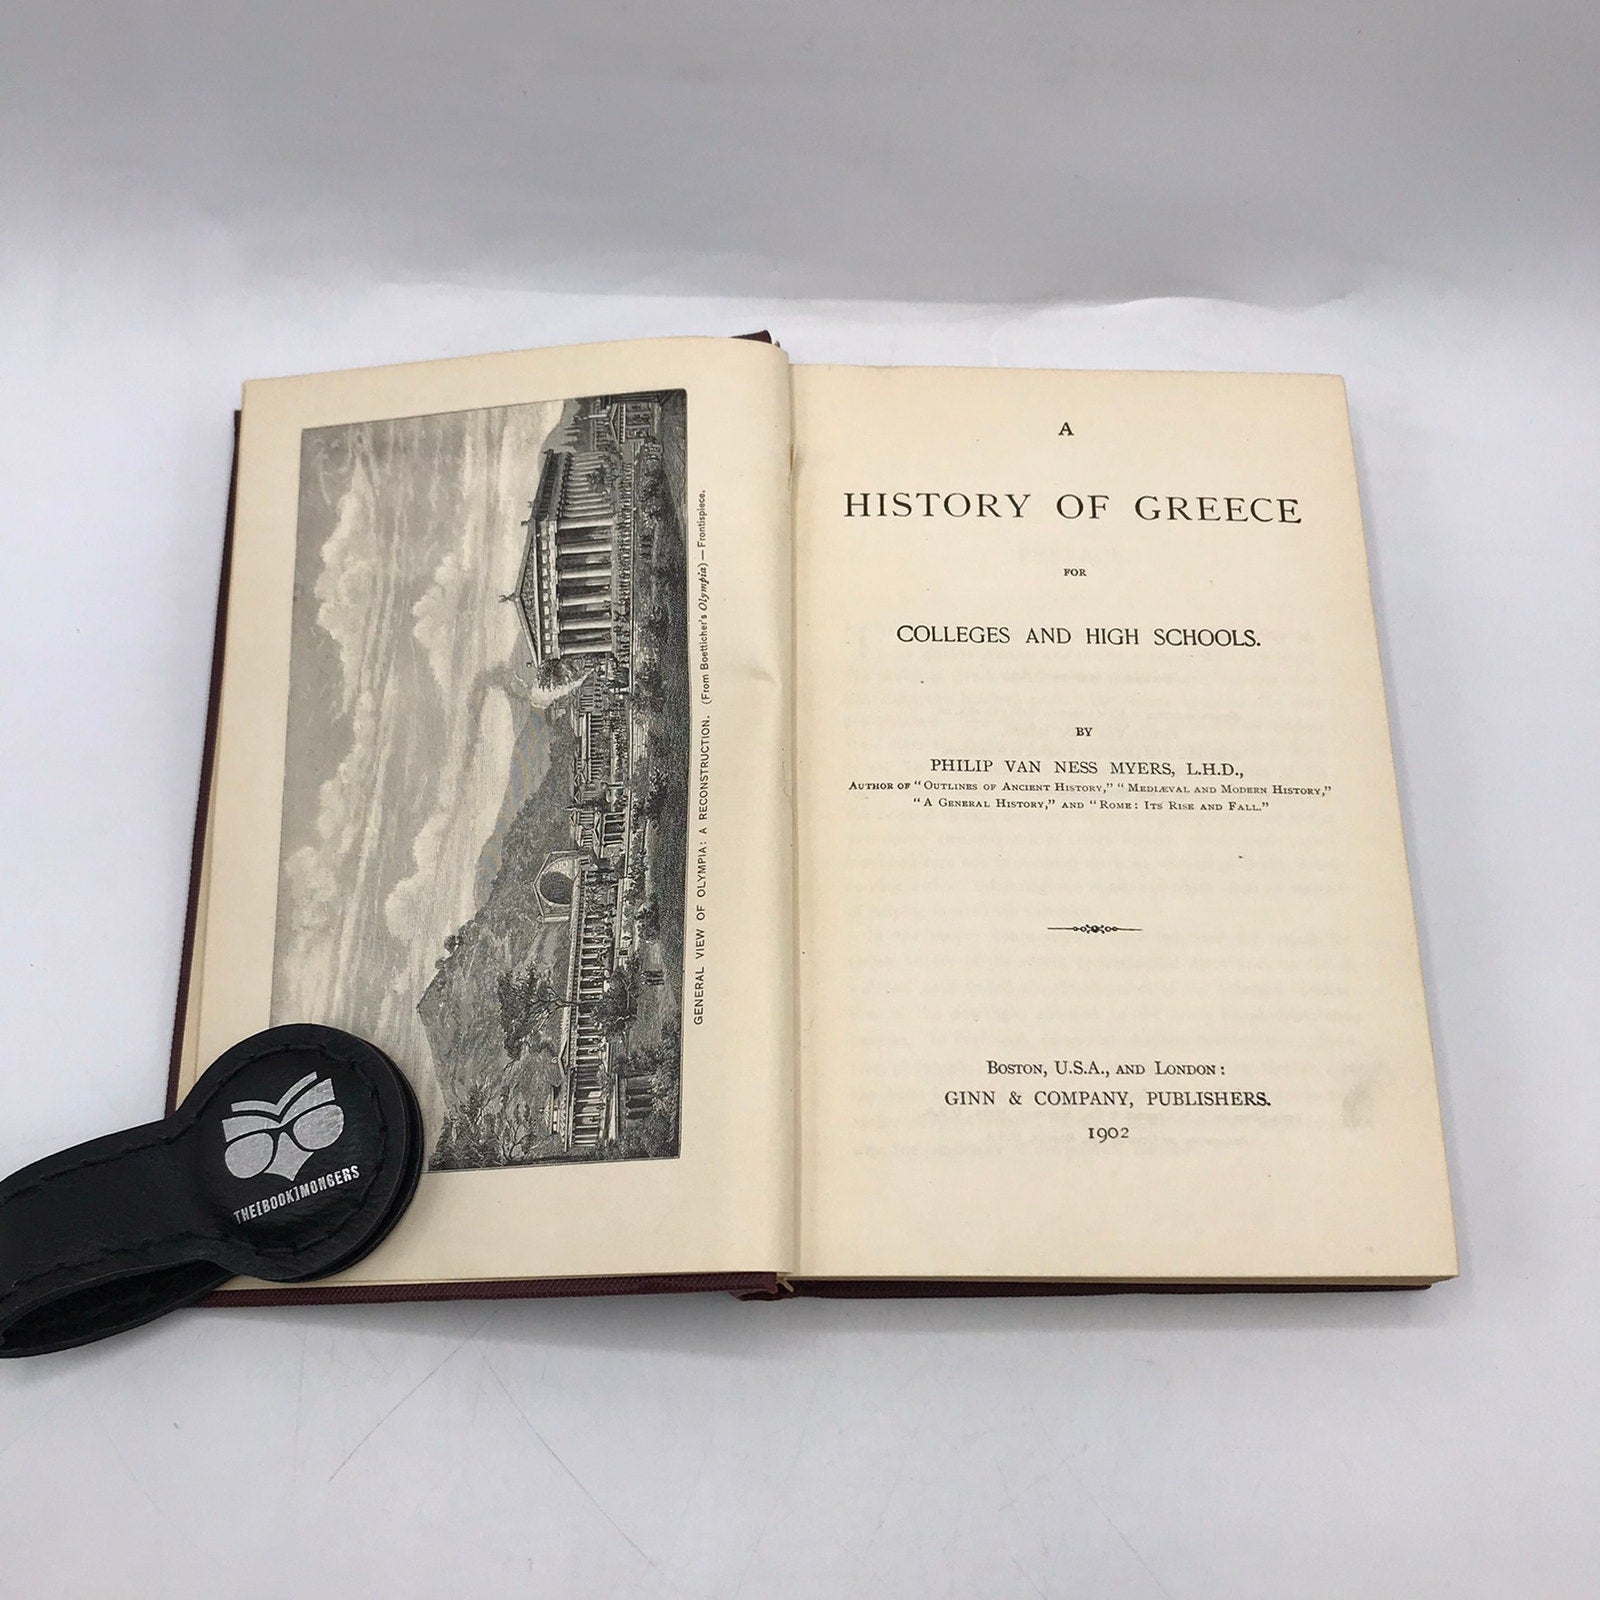 GENERAL VIEW OF OLYMPIA: A RECONSTRUCTION. (From Boetticher's Olympia) — Frontispiece.
THE[BOOK]MONGERS
A
HISTORY OF GREECE
FOR
COLLEGES AND HIGH SCHOOLS.
BY
PHILIP VAN NESS MYERS, L.H.D.,
AUTHOR OF "OUTLINES OF ANCIENT HISTORY," "MEDIÆVAL AND MODERN HISTORY,"
"A GENERAL HISTORY," AND "ROME: ITS RISE AND FALL."
BOSTON, U.S.A., AND LONDON:
GINN & COMPANY, PUBLISHERS.
1902